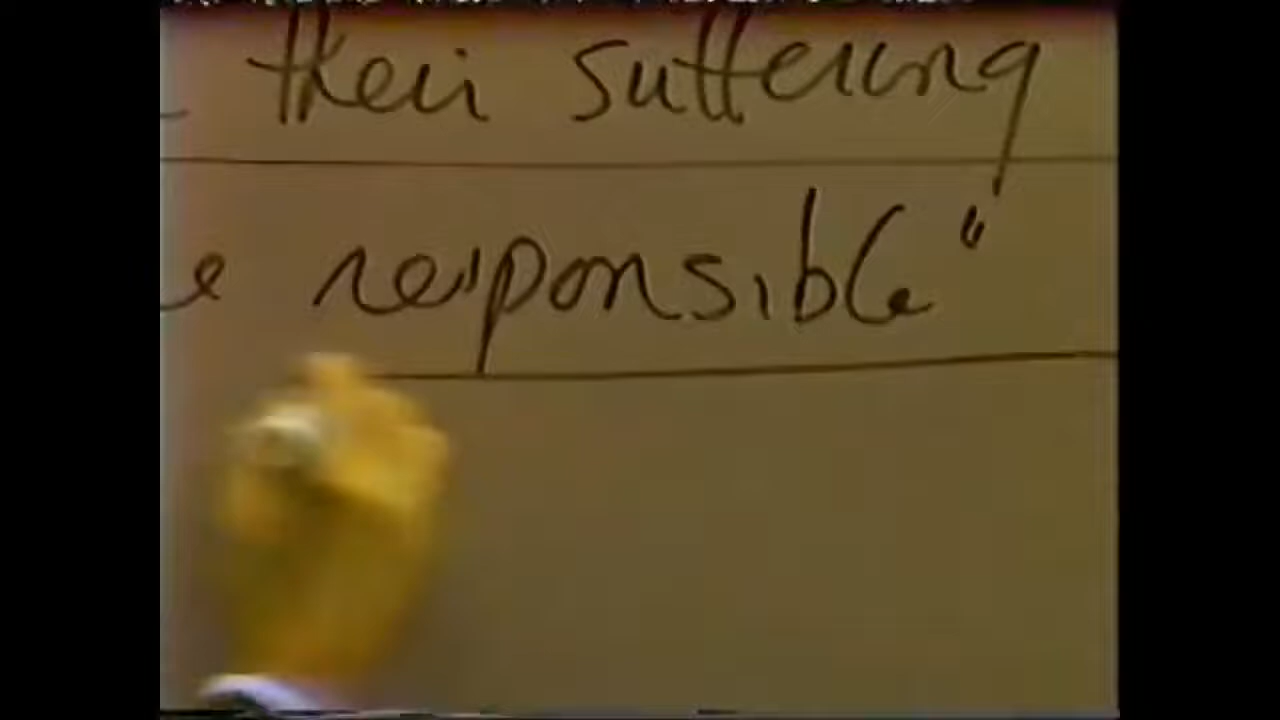 their suffering
e responsible"